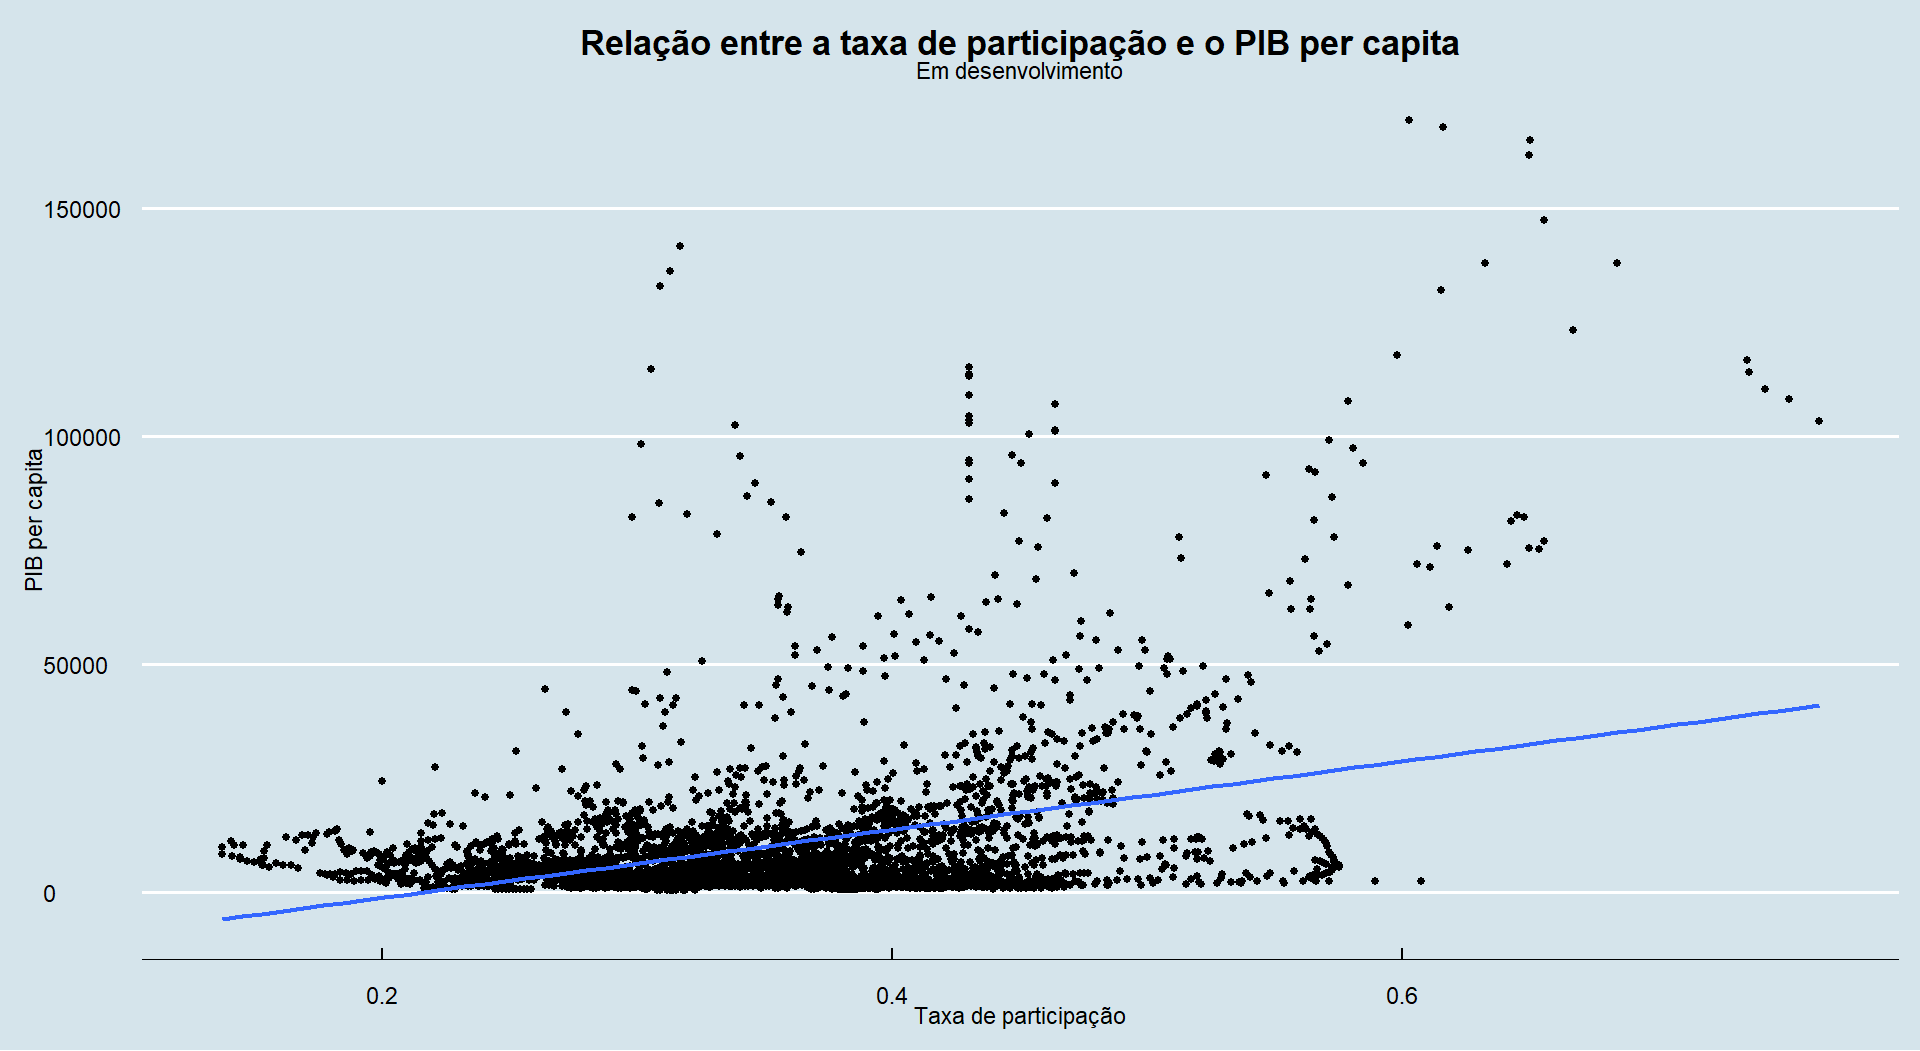 Relação entre a taxa de participação e o PIB per capita
Em desenvolvimento
PIB per capita
150000
100000
50000
0
0.2
0.4
0.6
Taxa de participação